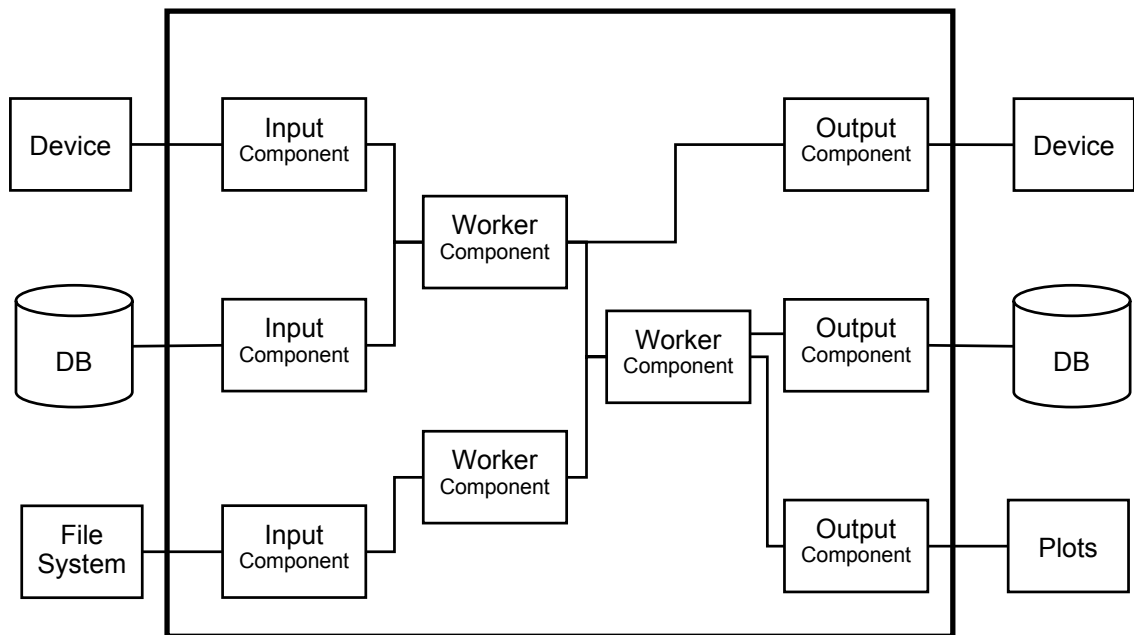 Device
Input
Component
Output
Component
Device
Worker
Component
DB
Input
Component
Worker
Component
Output
Component
DB
Worker
Component
File
System
Input
Component
Output
Component
Plots